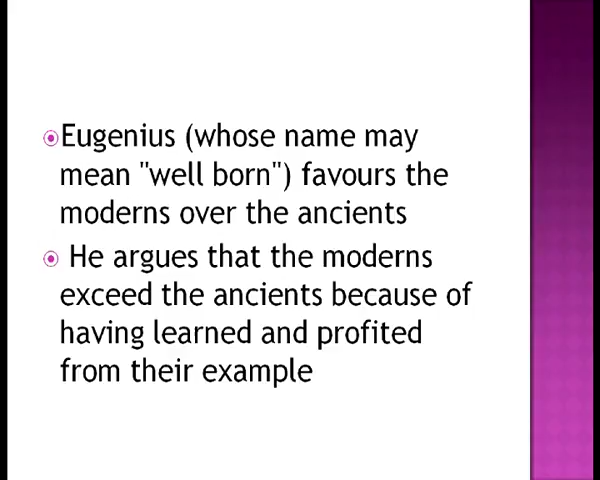 Eugenius (whose name may
mean "well born") favours the
moderns over the ancients
He argues that the moderns
exceed the ancients because of
having learned and profited
from their example